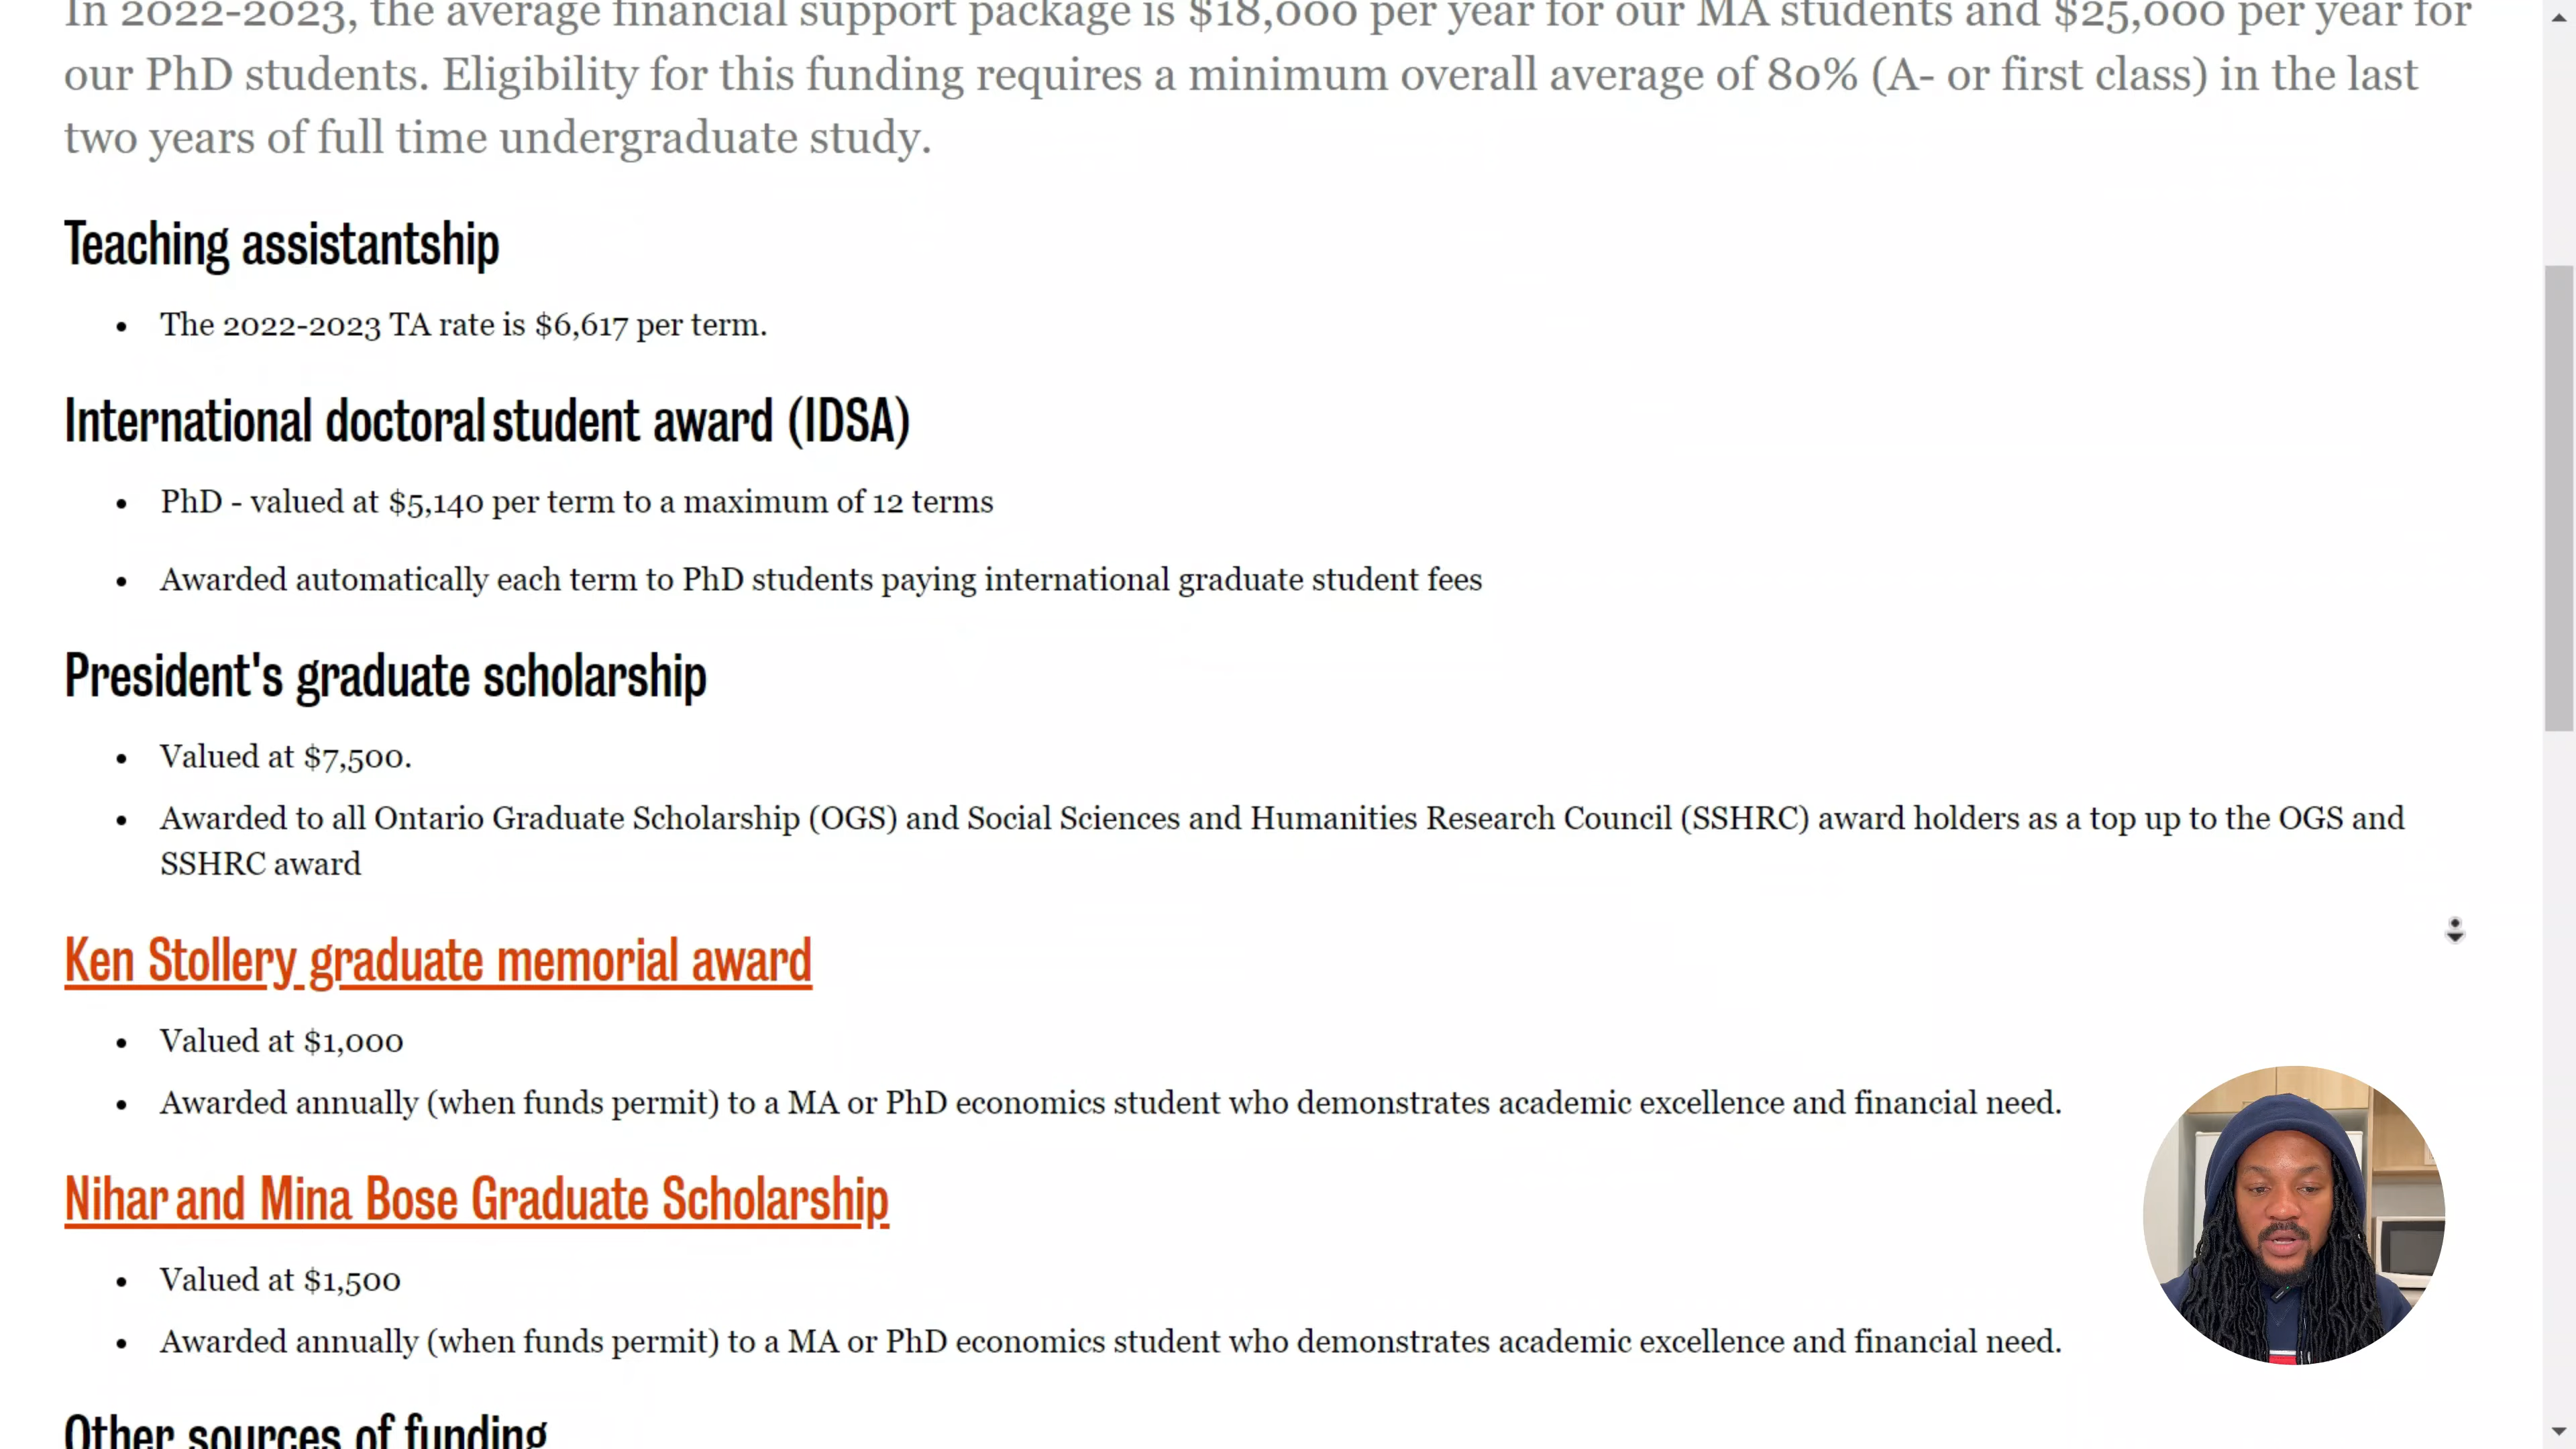 In 2022-2023, the average financial support package is $18,000 per year for our MA students and $25,000 per year for
our PhD students. Eligibility for this funding requires a minimum overall average of 80% (A- or first class) in the last
two years of full time undergraduate study.
Teaching assistantship
• The 2022-2023 TA rate is $6,617 per term.
International doctoral student award (IDSA)
• PhD - valued at $5,140 per term to a maximum of 12 terms
• Awarded automatically each term to PhD students paying international graduate student fees
President's graduate scholarship
• Valued at $7,500.
• Awarded to all Ontario Graduate Scholarship (OGS) and Social Sciences and Humanities Research Council (SSHRC) award holders as a top up to the OGS and
SSHRC award
Ken Stollery graduate memorial award
• Valued at $1,000
• Awarded annually (when funds permit) to a MA or PhD economics student who demonstrates academic excellence and financial need.
Nihar and Mina Bose Graduate Scholarship
• Valued at $1,500
• Awarded annually (when funds permit) to a MA or PhD economics student who demonstrates academic excellence and financial need.
Other sources of funding